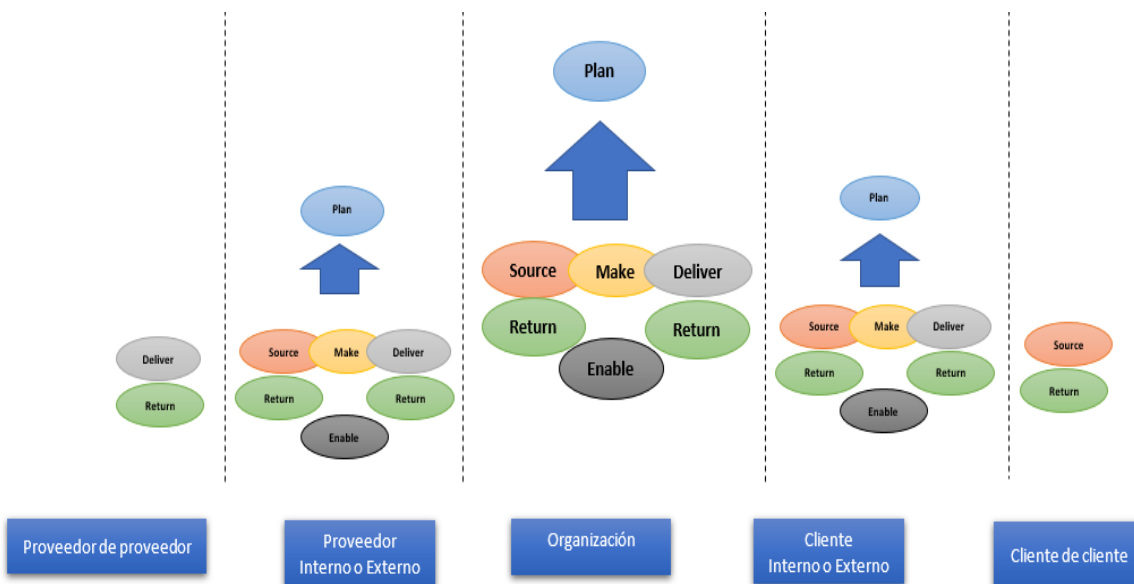 Plan
Plan
Plan
Source Make Deliver
Return Return
Enable
Deliver
Return
Source Make Deliver
Return Return
Enable
Source Make Deliver
Return Return
Enable
Source
Return
Proveedor de proveedor
Proveedor
Interno o Externo
Organización
Cliente
Interno o Externo
Cliente de cliente